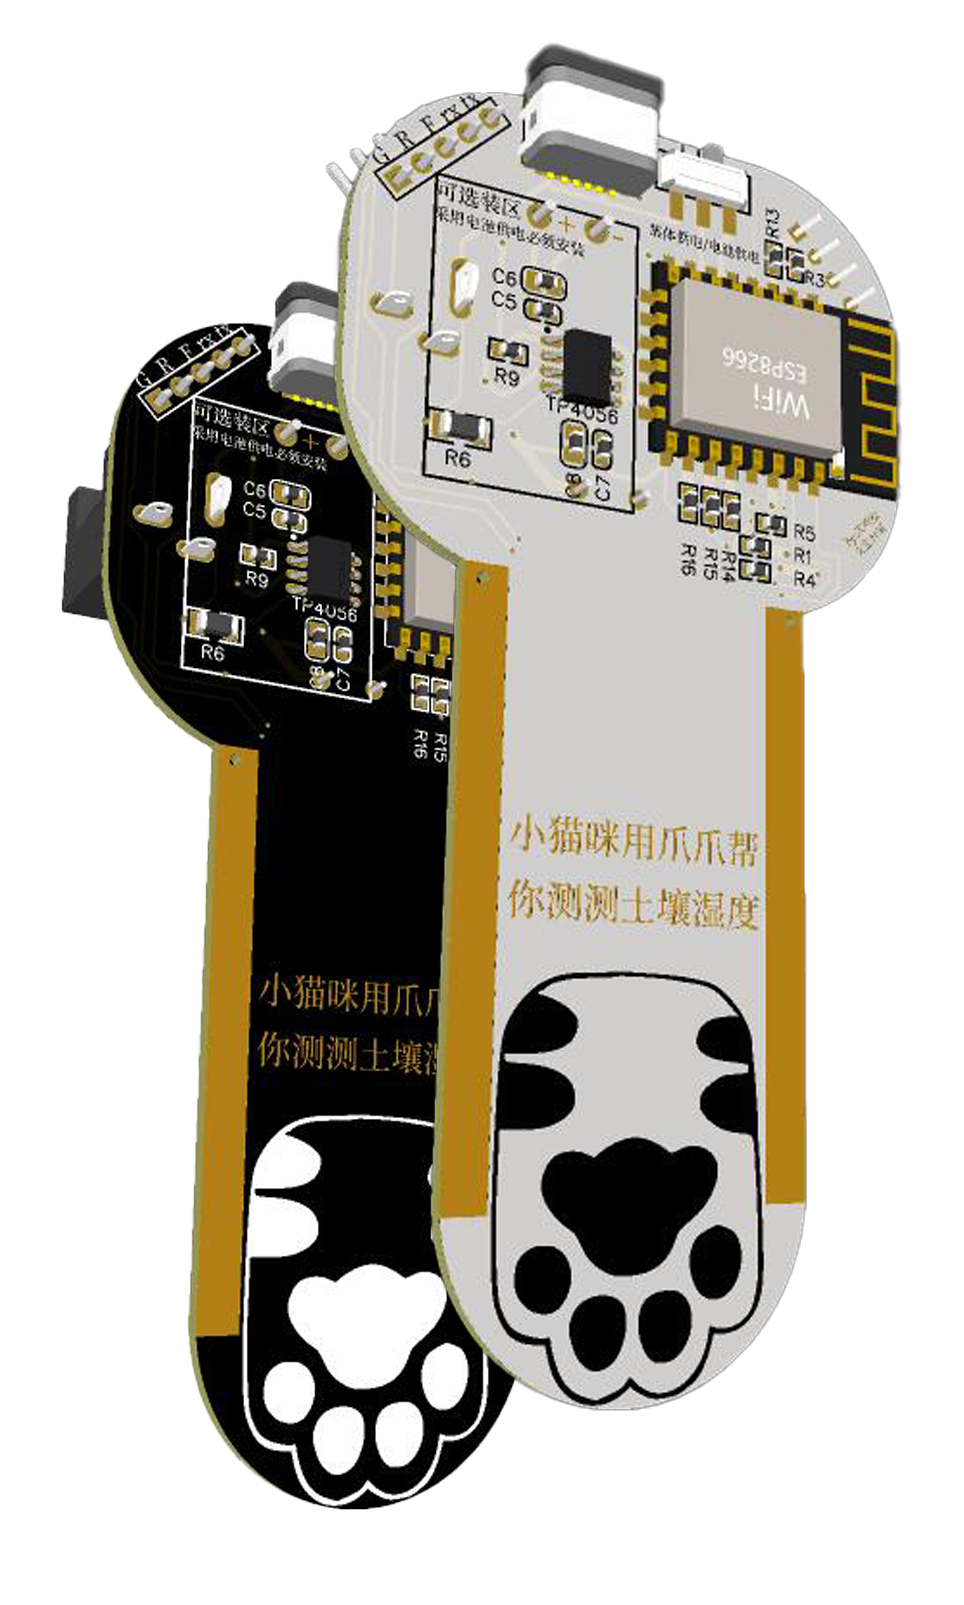 G R F rx tx
可选装区 + -
采用电池供电必须安装
R13
R3
C6
C5
R9
TP4056
R6
C8
C7
WiFi
ESP8266
R16
R15
R14
R5
R1
R4
小猫咪用爪爪帮
你测测土壤湿度
G R F rx tx
可选装区 +
采用电池供电必须安装
C6
C5
R9
TP4056
R6
C8
C7
R16
R15
小猫咪用爪
你测测土壤